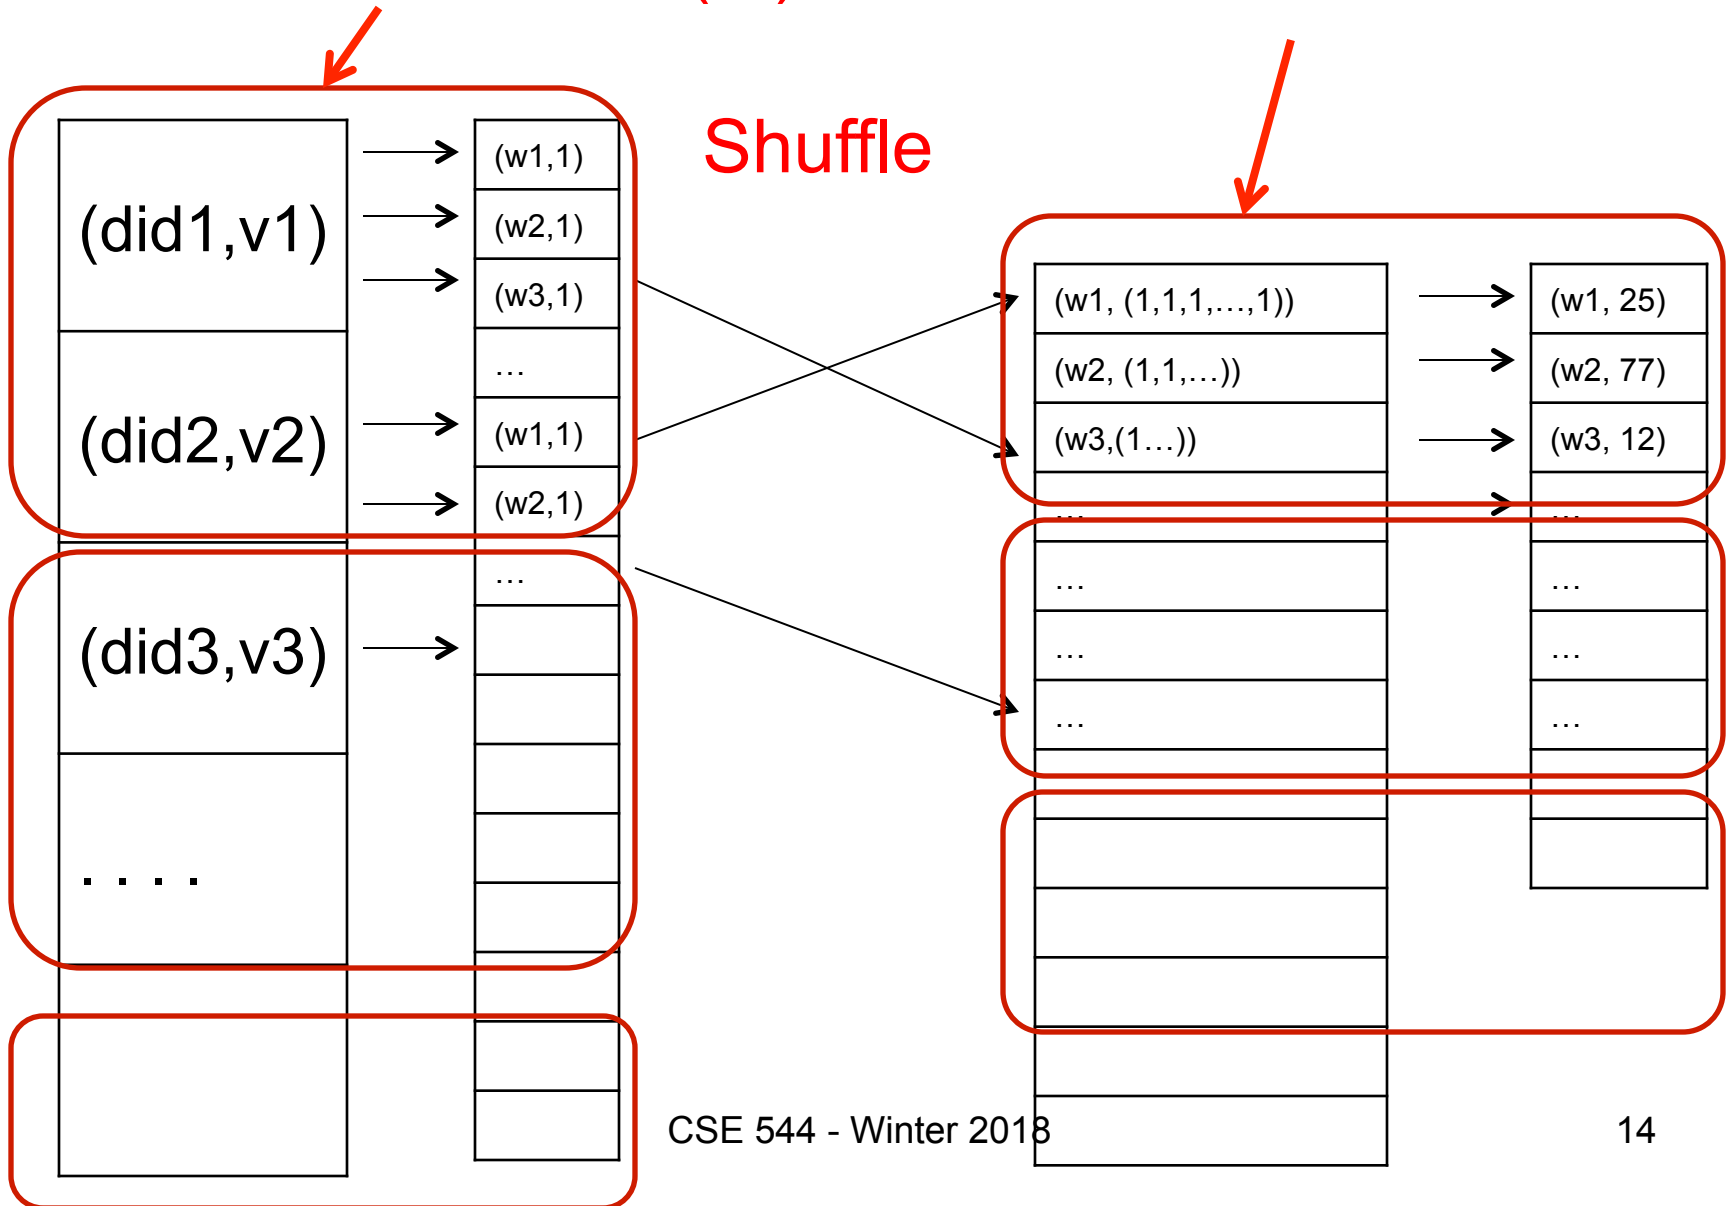 Shuffle
(did1,v1)
(w1,1)
(w2,1)
(w3,1)
...
(did2,v2)
(w1,1)
(w2,1)
...
(did3,v3)
. . . .
(w1, (1,1,1,...,1))
(w2, (1,1,...))
(w3,(1...))
...
...
...
...
(w1, 25)
(w2, 77)
(w3, 12)
...
...
...
...
CSE 544 - Winter 2018
14